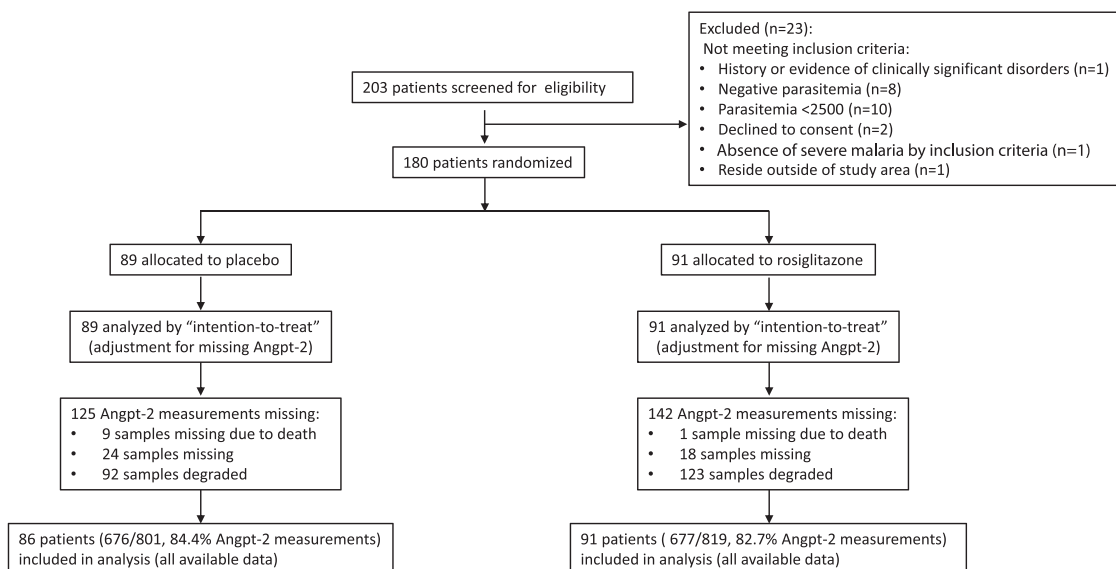 Excluded (n=23):
Not meeting inclusion criteria:
• History or evidence of clinically significant disorders (n=1)
• Negative parasitemia (n=8)
• Parasitemia <2500 (n=10)
• Declined to consent (n=2)
• Absence of severe malaria by inclusion criteria (n=1)
• Reside outside of study area (n=1)
203 patients screened for eligibility
180 patients randomized
89 allocated to placebo
91 allocated to rosiglitazone
89 analyzed by “intention-to-treat”
(adjustment for missing Angpt-2)
91 analyzed by “intention-to-treat”
(adjustment for missing Angpt-2)
125 Angpt-2 measurements missing:
• 9 samples missing due to death
• 24 samples missing
• 92 samples degraded
142 Angpt-2 measurements missing:
• 1 sample missing due to death
• 18 samples missing
• 123 samples degraded
86 patients (676/801, 84.4% Angpt-2 measurements)
included in analysis (all available data)
91 patients ( 677/819, 82.7% Angpt-2 measurements)
included in analysis (all available data)